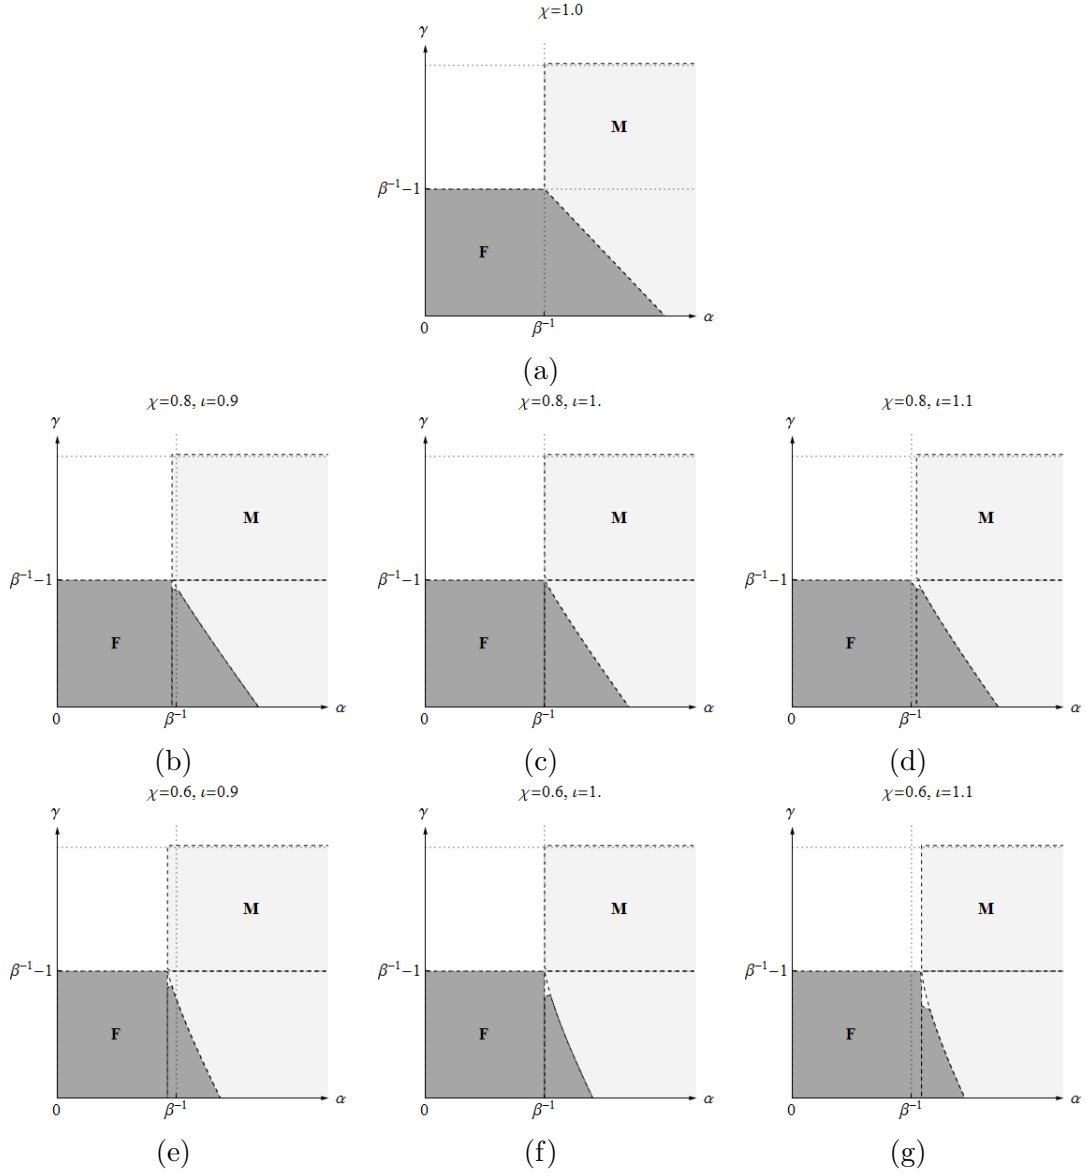 χ=1.0
γ
M
β⁻¹−1
F
0
β⁻¹
α
(a)
χ=0.8, ι=0.9
γ
M
β⁻¹−1
F
0
β⁻¹
α
(b)
χ=0.8, ι=1.
γ
M
β⁻¹−1
F
0
β⁻¹
α
(c)
χ=0.8, ι=1.1
γ
M
β⁻¹−1
F
0
β⁻¹
α
(d)
χ=0.6, ι=0.9
γ
M
β⁻¹−1
F
0
β⁻¹
α
(e)
χ=0.6, ι=1.
γ
M
β⁻¹−1
F
0
β⁻¹
α
(f)
χ=0.6, ι=1.1
γ
M
β⁻¹−1
F
0
β⁻¹
α
(g)